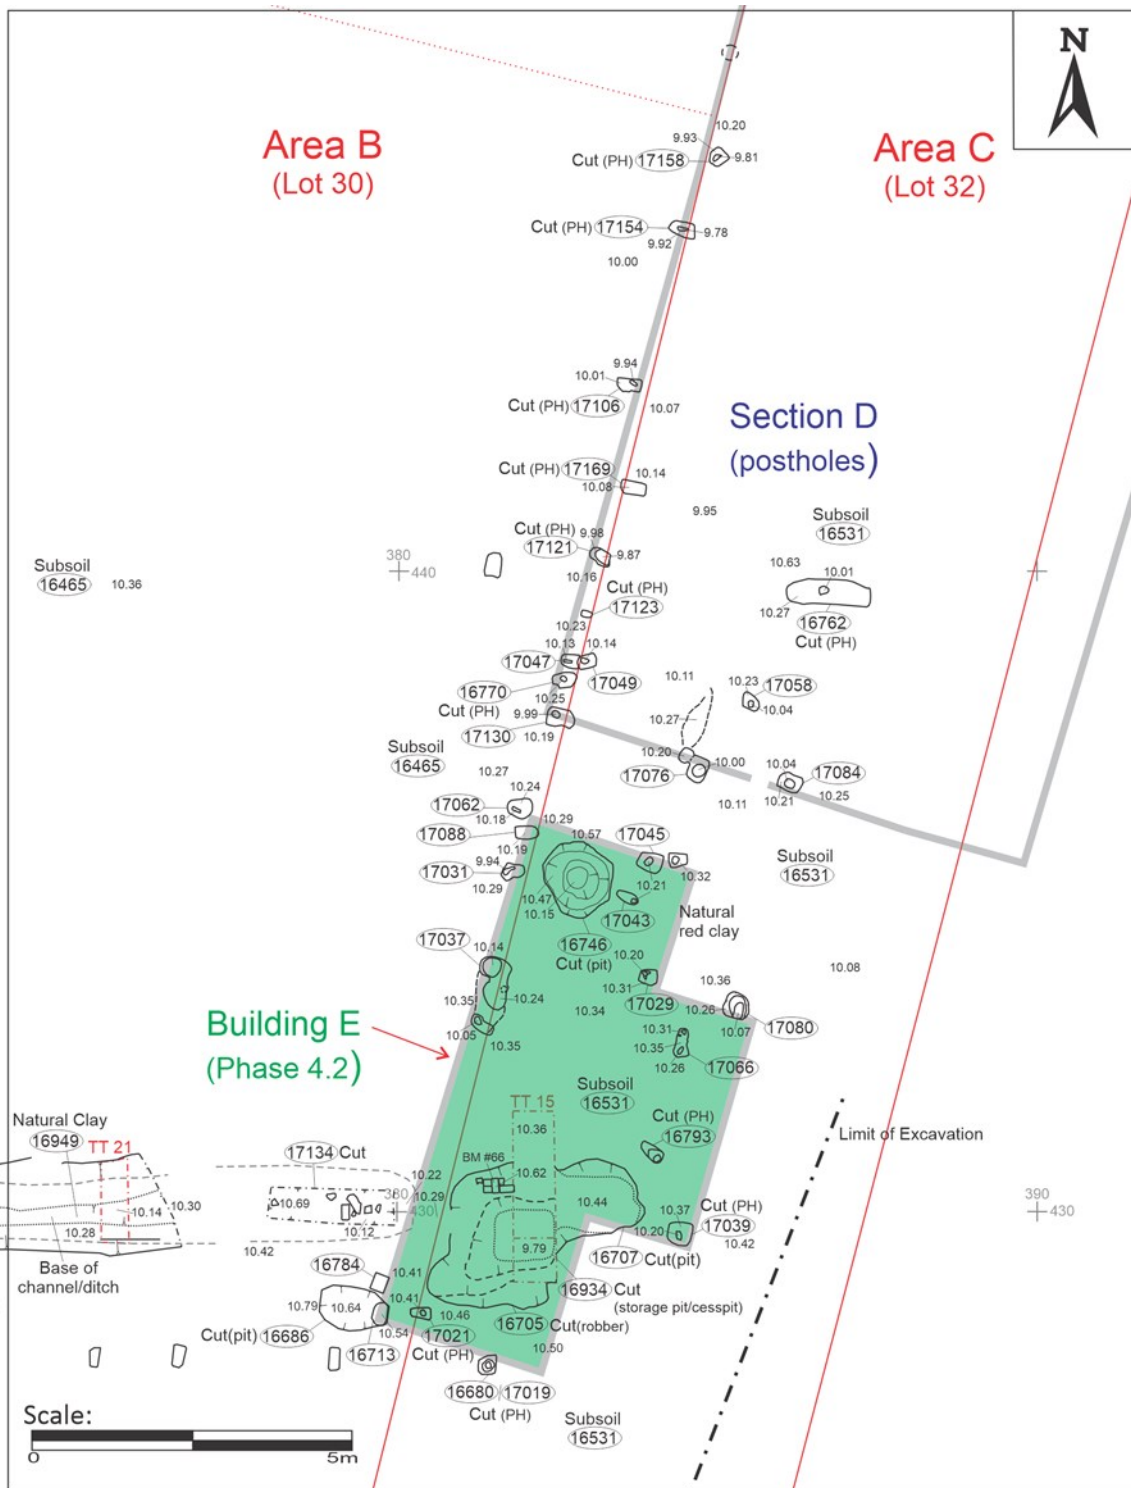 N
Area B
(Lot 30)
Area C
(Lot 32)
10.20
9.93
Cut (PH) 17158
9.81
Cut (PH) 17154
9.78
9.92
10.00
9.94
10.01
Cut (PH) 17106
10.07
Section D
(postholes)
Cut (PH) 17169
10.14
10.08
9.95
Subsoil
16531
Cut (PH)
9.98
17121
9.87
380
440
10.16
Subsoil
16465
10.36
10.63
10.01
10.27
16762
Cut (PH)
Cut (PH)
17123
10.23
10.13
10.14
17047
17049
16770
10.25
10.11
10.23
17058
10.04
Cut (PH)
9.99
17130
10.19
10.27
Subsoil
16465
10.20
10.00
17076
10.04
17084
10.21
10.25
10.11
10.27
10.24
17062
10.18
10.29
17088
10.19
10.57
17045
10.32
Subsoil
16531
9.94
17031
10.29
10.47
10.15
10.21
17043
Natural
red clay
16746
Cut (pit)
17037
10.14
10.20
10.08
10.35
10.24
10.31
17029
10.36
10.26
17080
10.07
10.34
10.05
10.35
10.31
10.35
17066
10.26
Building E
(Phase 4.2)
Subsoil
16531
TT 15
Cut (PH)
16793
10.36
Limit of Excavation
Natural Clay
16949
TT 21
17134 Cut
BM #66
10.62
10.22
10.29
380
430
10.69
10.12
10.14
10.30
10.28
10.42
10.44
10.37
Cut (PH)
17039
10.20
10.42
390
430
Base of
channel/ditch
9.79
16707
Cut(pit)
16784
10.41
16934 Cut
(storage pit/cesspit)
10.79
10.64
10.41
10.46
16705 Cut(robber)
Cut(pit) 16686
10.54
16713
17021
Cut (PH)
10.50
16680 17019
Cut (PH)
Subsoil
16531
Scale:
0
5m